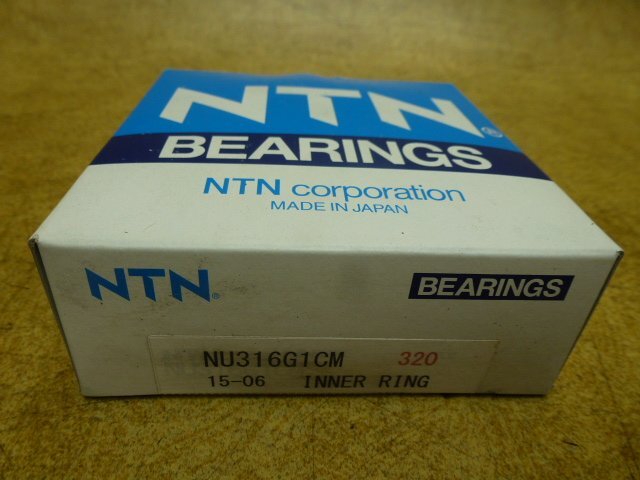 NTN®
BEARINGS
NTN corporation
MADE IN JAPAN
NTN® BEARINGS
NU316G1CM 320
15-06 INNER RING